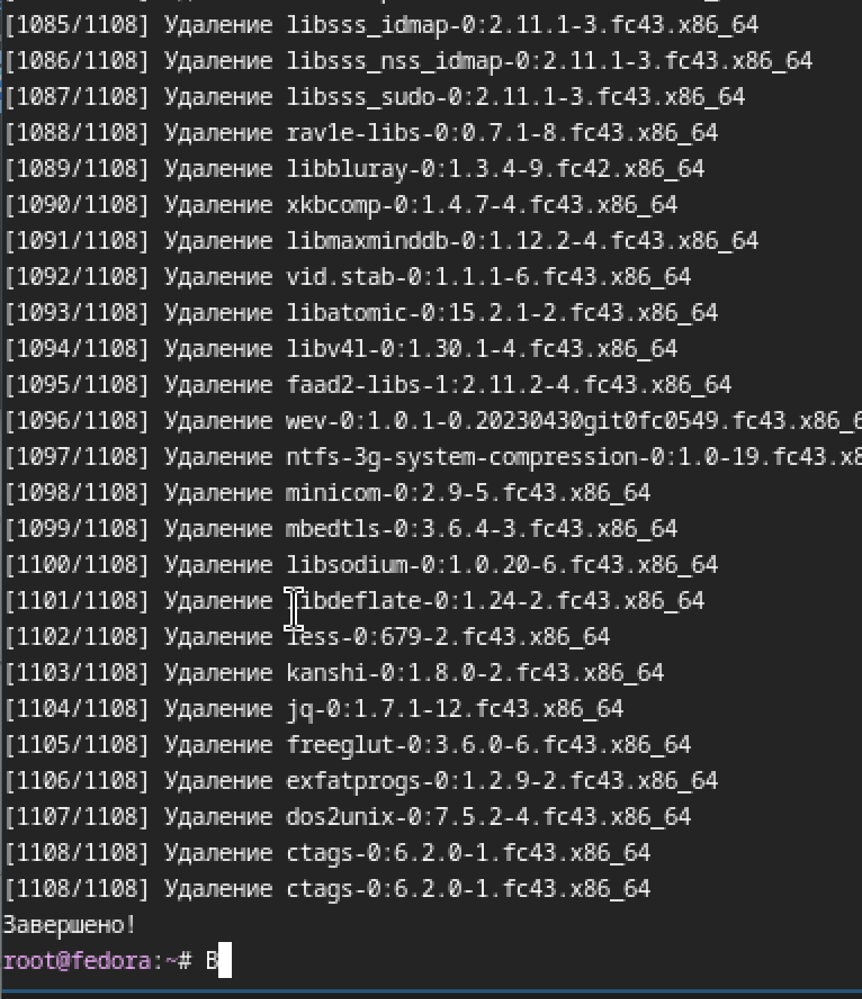 [1085/1108] Удаление libsss_idmap-0:2.11.1-3.fc43.x86_64
[1086/1108] Удаление libsss_nss_idmap-0:2.11.1-3.fc43.x86_64
[1087/1108] Удаление libsss_sudo-0:2.11.1-3.fc43.x86_64
[1088/1108] Удаление rav1e-libs-0:0.7.1-8.fc43.x86_64
[1089/1108] Удаление libbluray-0:1.3.4-9.fc42.x86_64
[1090/1108] Удаление xkbcomp-0:1.4.7-4.fc43.x86_64
[1091/1108] Удаление libmaxminddb-0:1.12.2-4.fc43.x86_64
[1092/1108] Удаление vid.stab-0:1.1.1-6.fc43.x86_64
[1093/1108] Удаление libatomic-0:15.2.1-2.fc43.x86_64
[1094/1108] Удаление libv4l-0:1.30.1-4.fc43.x86_64
[1095/1108] Удаление faad2-libs-1:2.11.2-4.fc43.x86_64
[1096/1108] Удаление wev-0:1.0.1-0.20230430git0fc0549.fc43.x86_6
[1097/1108] Удаление ntfs-3g-system-compression-0:1.0-19.fc43.x8
[1098/1108] Удаление minicom-0:2.9-5.fc43.x86_64
[1099/1108] Удаление mbedtls-0:3.6.4-3.fc43.x86_64
[1100/1108] Удаление libsodium-0:1.0.20-6.fc43.x86_64
[1101/1108] Удаление libdeflate-0:1.24-2.fc43.x86_64
[1102/1108] Удаление less-0:679-2.fc43.x86_64
[1103/1108] Удаление kanshi-0:1.8.0-2.fc43.x86_64
[1104/1108] Удаление jq-0:1.7.1-12.fc43.x86_64
[1105/1108] Удаление freeglut-0:3.6.0-6.fc43.x86_64
[1106/1108] Удаление exfatprogs-0:1.2.9-2.fc43.x86_64
[1107/1108] Удаление dos2unix-0:7.5.2-4.fc43.x86_64
[1108/1108] Удаление ctags-0:6.2.0-1.fc43.x86_64
[1108/1108] Удаление ctags-0:6.2.0-1.fc43.x86_64
Завершено!
root@fedora:~# B